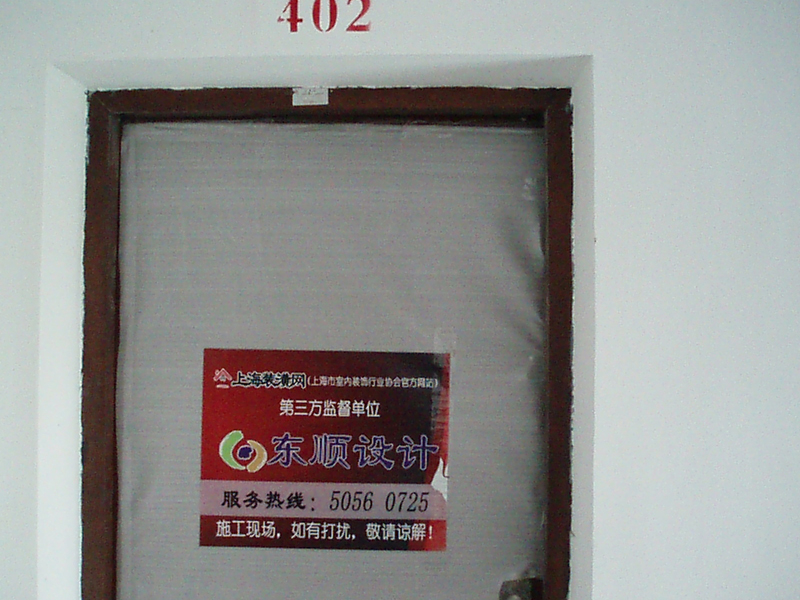 402
上海装潢网(上海市室内装饰行业协会官方网站)
第三方监督单位
东顺设计
服务热线：5056 0725
施工现场，如有打扰，敬请谅解！